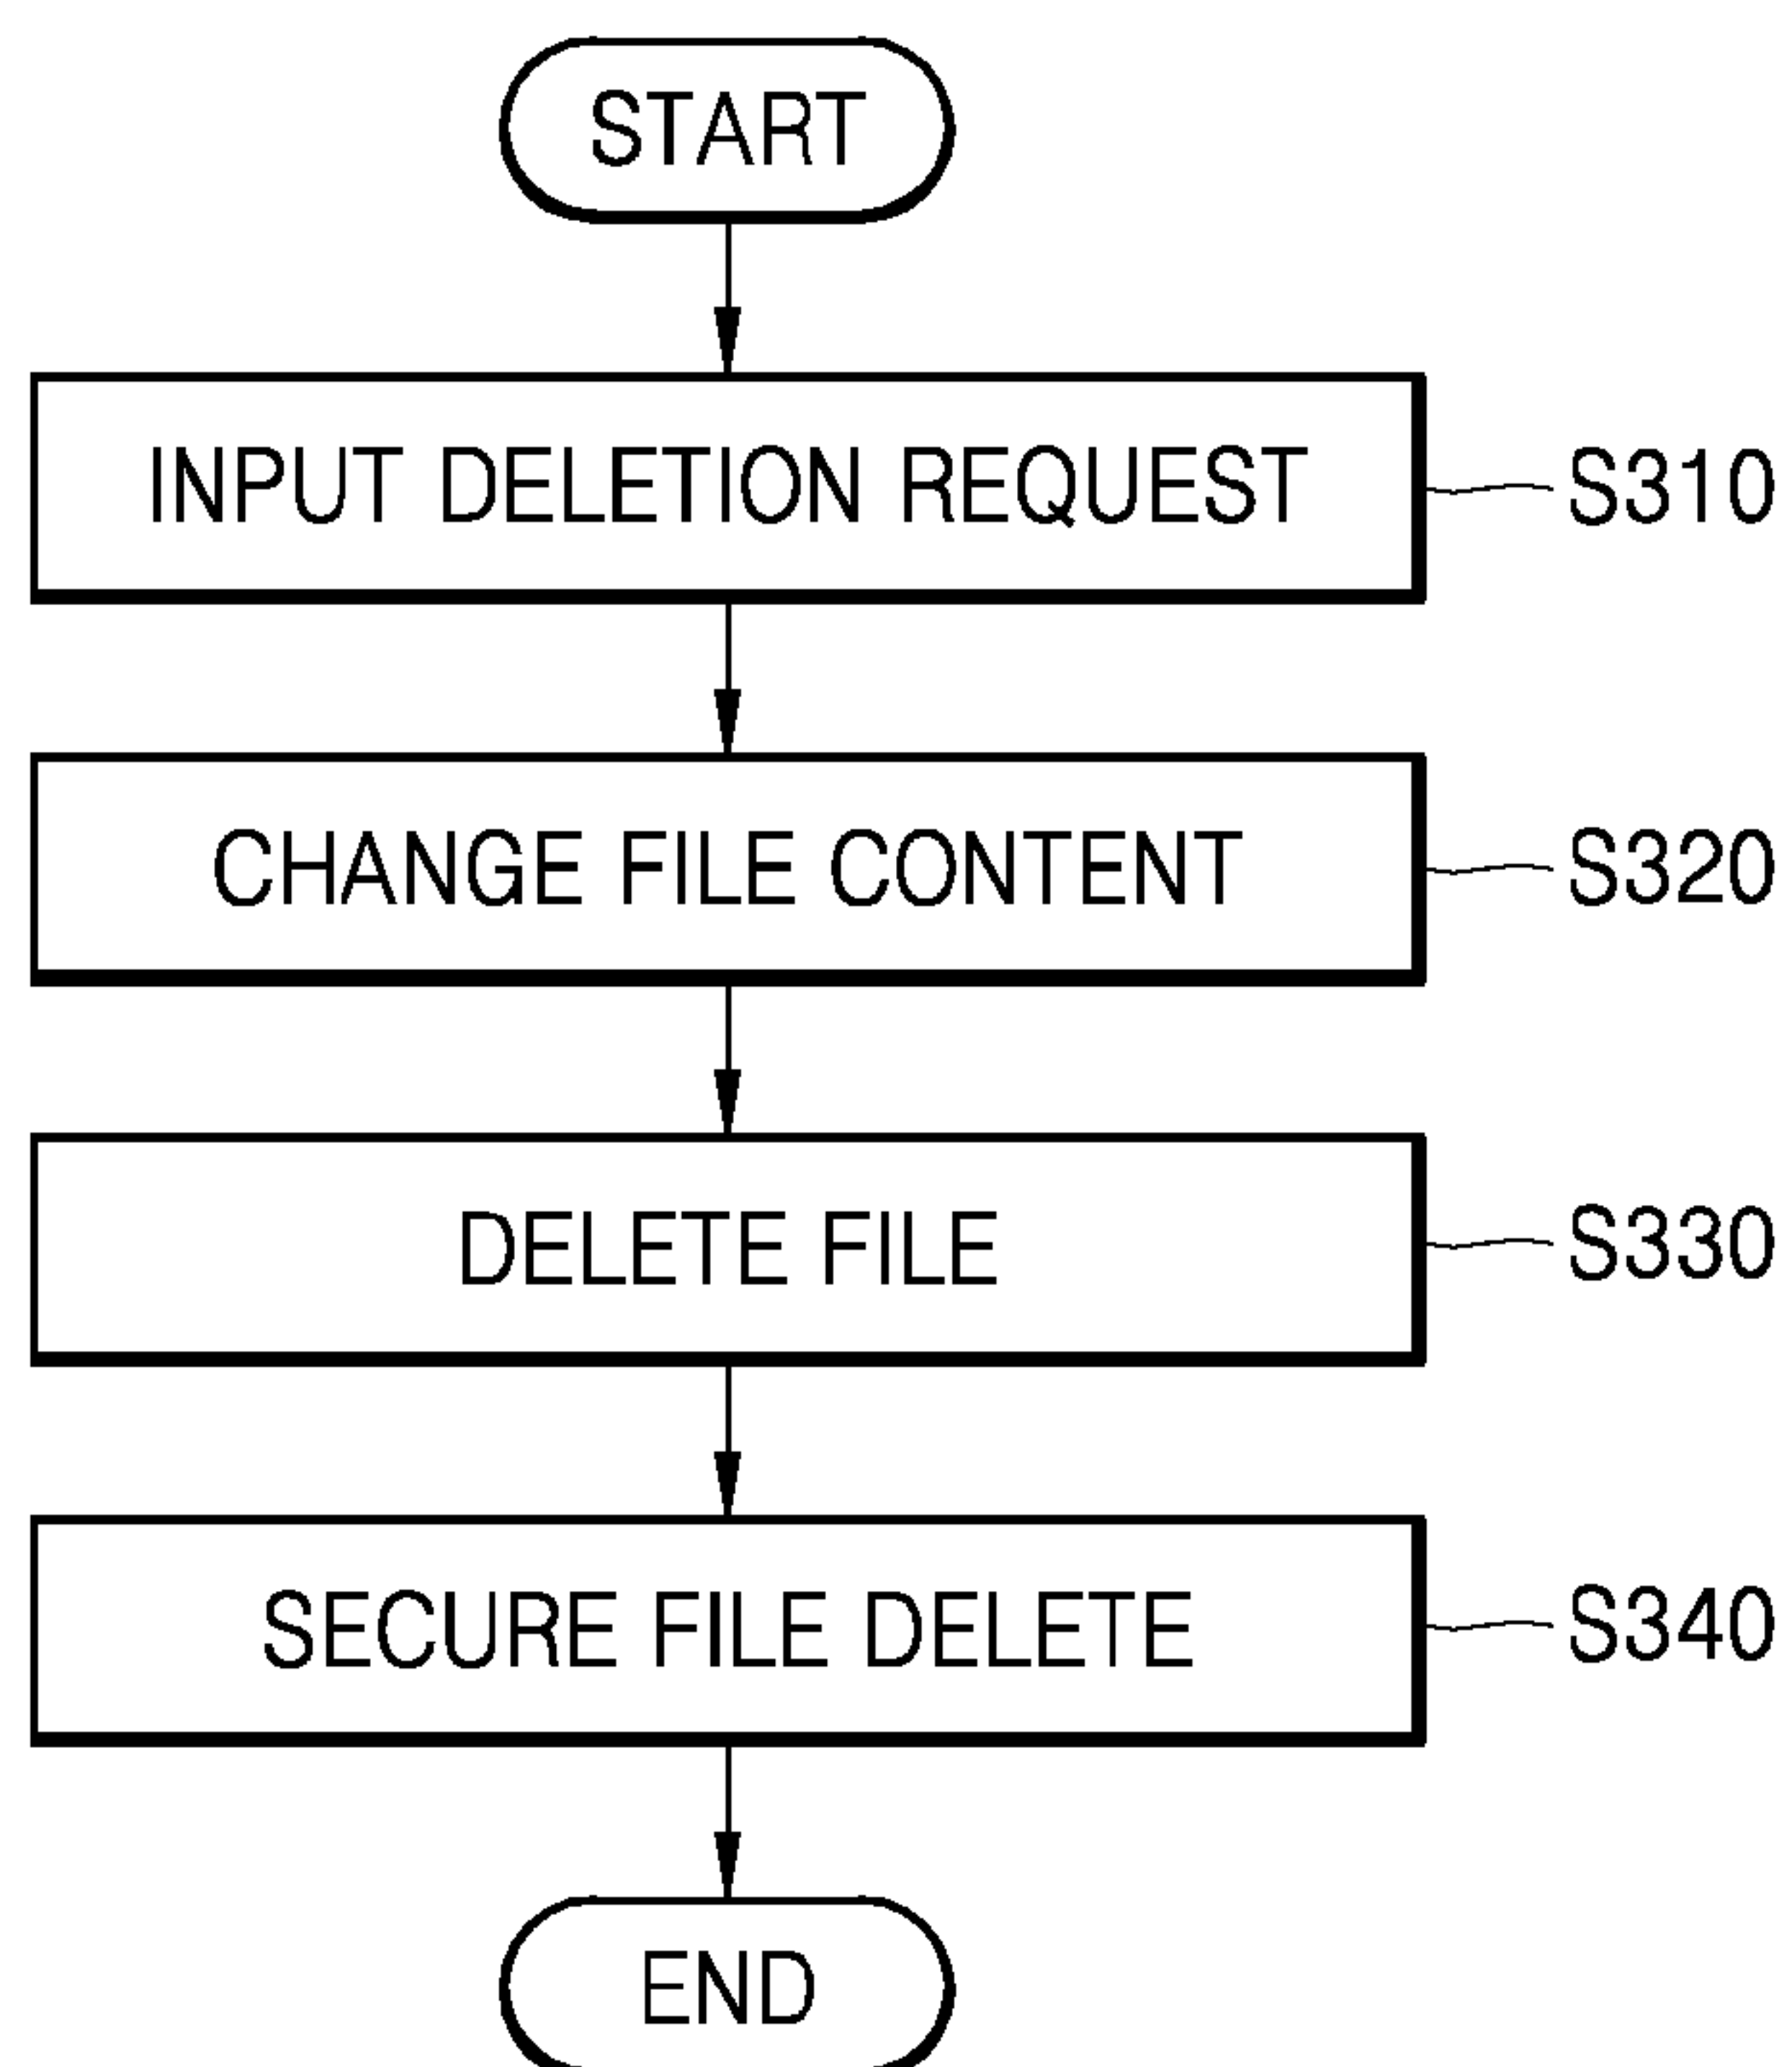 START
INPUT DELETION REQUEST S310
CHANGE FILE CONTENT S320
DELETE FILE S330
SECURE FILE DELETE S340
END